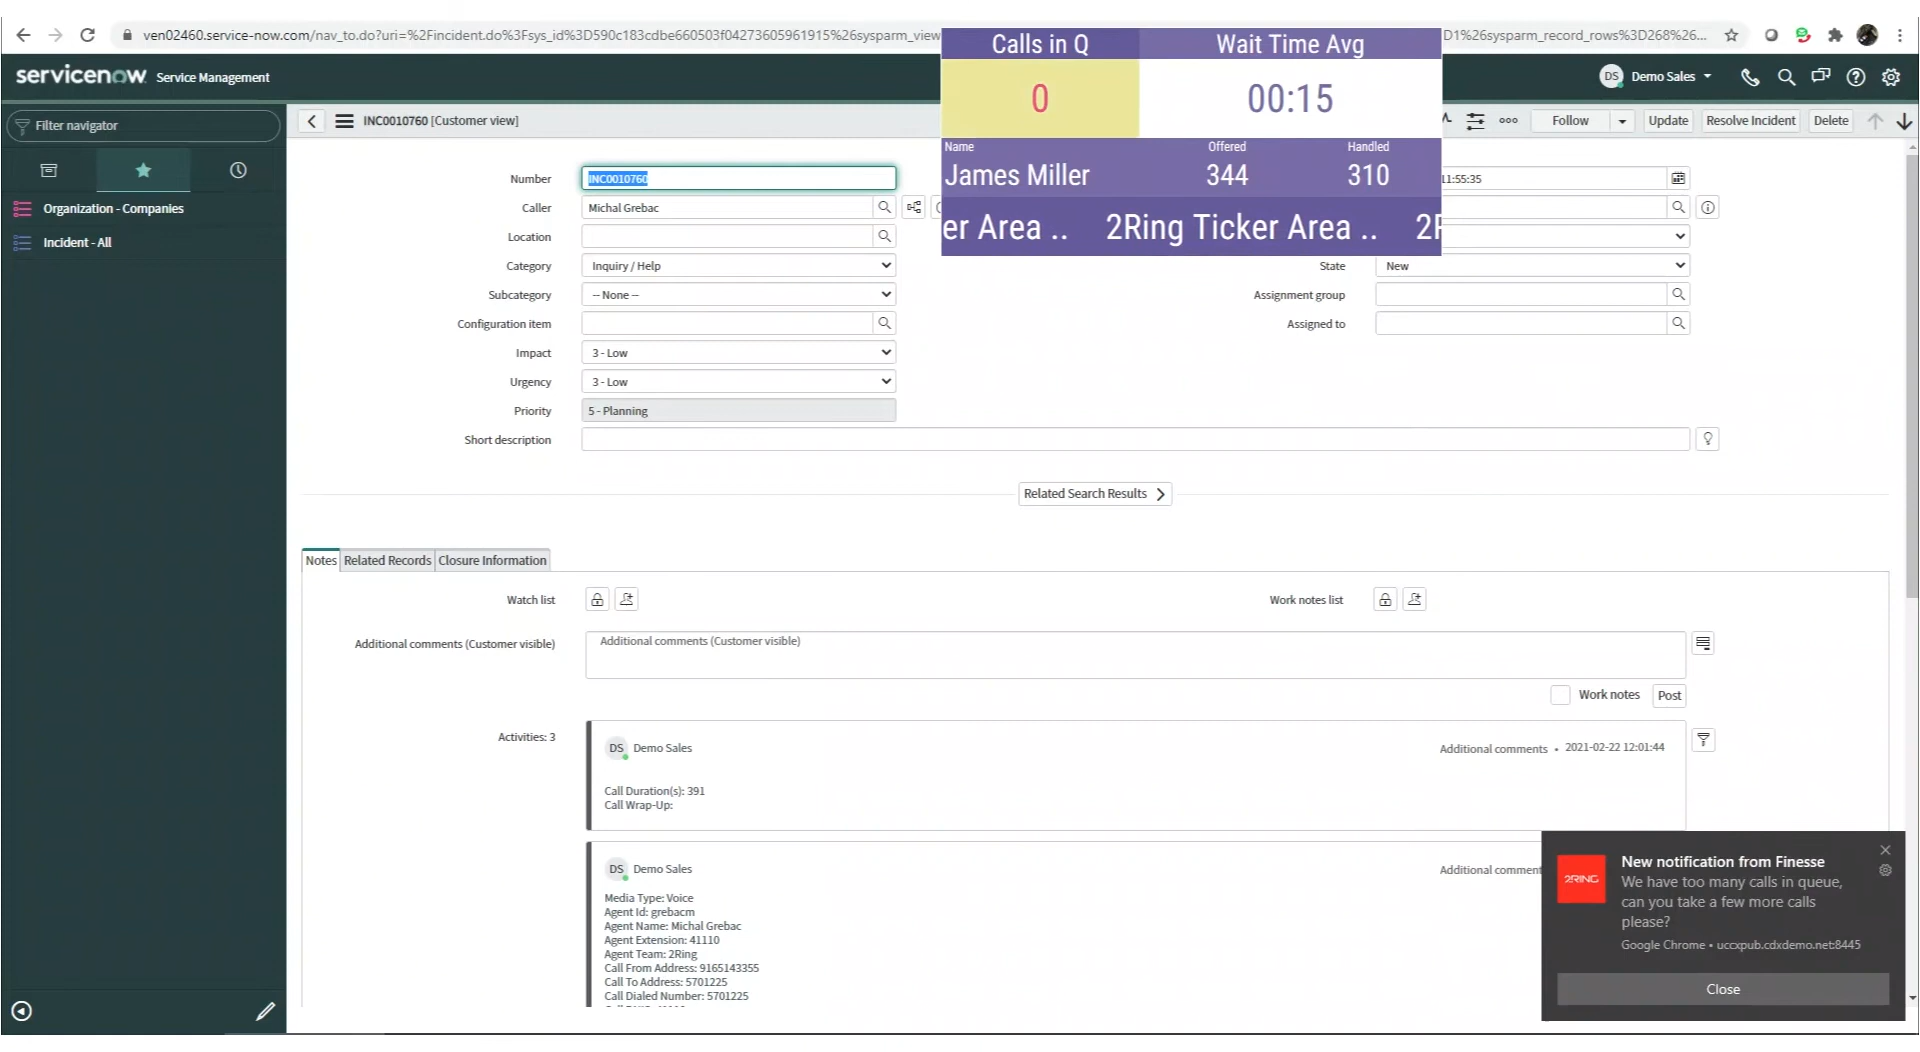 ven02460.service-now.com/nav_to.do?uri=%2Fincident.do%3Fsys_id%3D590c183cdbe660503f04273605961915%26sysparm_view
D1%26sysparm_record_rows%3D268%26...
servicenow Service Management
Demo Sales
DS
Filter navigator
Organization - Companies
Incident - All
INC0010760 [Customer view]
Follow
Update
Resolve Incident
Delete
Calls in Q
Wait Time Avg
0
00:15
Name Offered Handled
James Miller 344 310
er Area .. 2Ring Ticker Area ..
Number INC0010760
11:55:35
Caller Michal Grebac
Location
Category Inquiry / Help
State New
Subcategory -- None --
Assignment group
Configuration item
Assigned to
Impact 3 - Low
Urgency 3 - Low
Priority 5 - Planning
Short description
Related Search Results
Notes Related Records Closure Information
Watch list
Work notes list
Additional comments (Customer visible)
Additional comments (Customer visible)
Work notes Post
Activities: 3
DS Demo Sales
Additional comments • 2021-02-22 12:01:44
Call Duration(s): 391
Call Wrap-Up:
DS Demo Sales
Additional comment
Media Type: Voice
Agent Id: grebacm
Agent Name: Michal Grebac
Agent Extension: 41110
Agent Team: 2Ring
Call From Address: 9165143355
Call To Address: 5701225
Call Dialed Number: 5701225
2RING
New notification from Finesse
We have too many calls in queue,
can you take a few more calls
please?
Google Chrome • uccxpub.cdxdemo.net:8445
Close